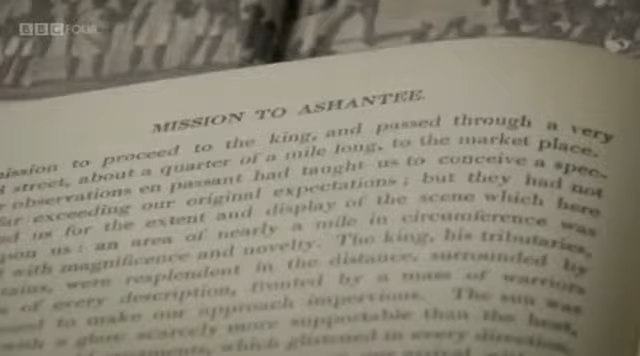 BBC FOUR
MISSION TO ASHANTEE.
mission to proceed to the king, and passed through a very
street, about a quarter of a mile long, to the market place.
observations en passant had taught us to conceive a spec-
far exceeding our original expectations; but they had not
us for the extent and display of the scene which here
upon us: an area of nearly a mile in circumference was
with magnificence and novelty. The king, his tributaries,
were resplendent in the distance, surrounded by
of every description, fronted by a mass of warriors
to make our approach impervious. The sun was
with a glare scarcely more supportable than the heat,
ornaments, which glistened in every direction.